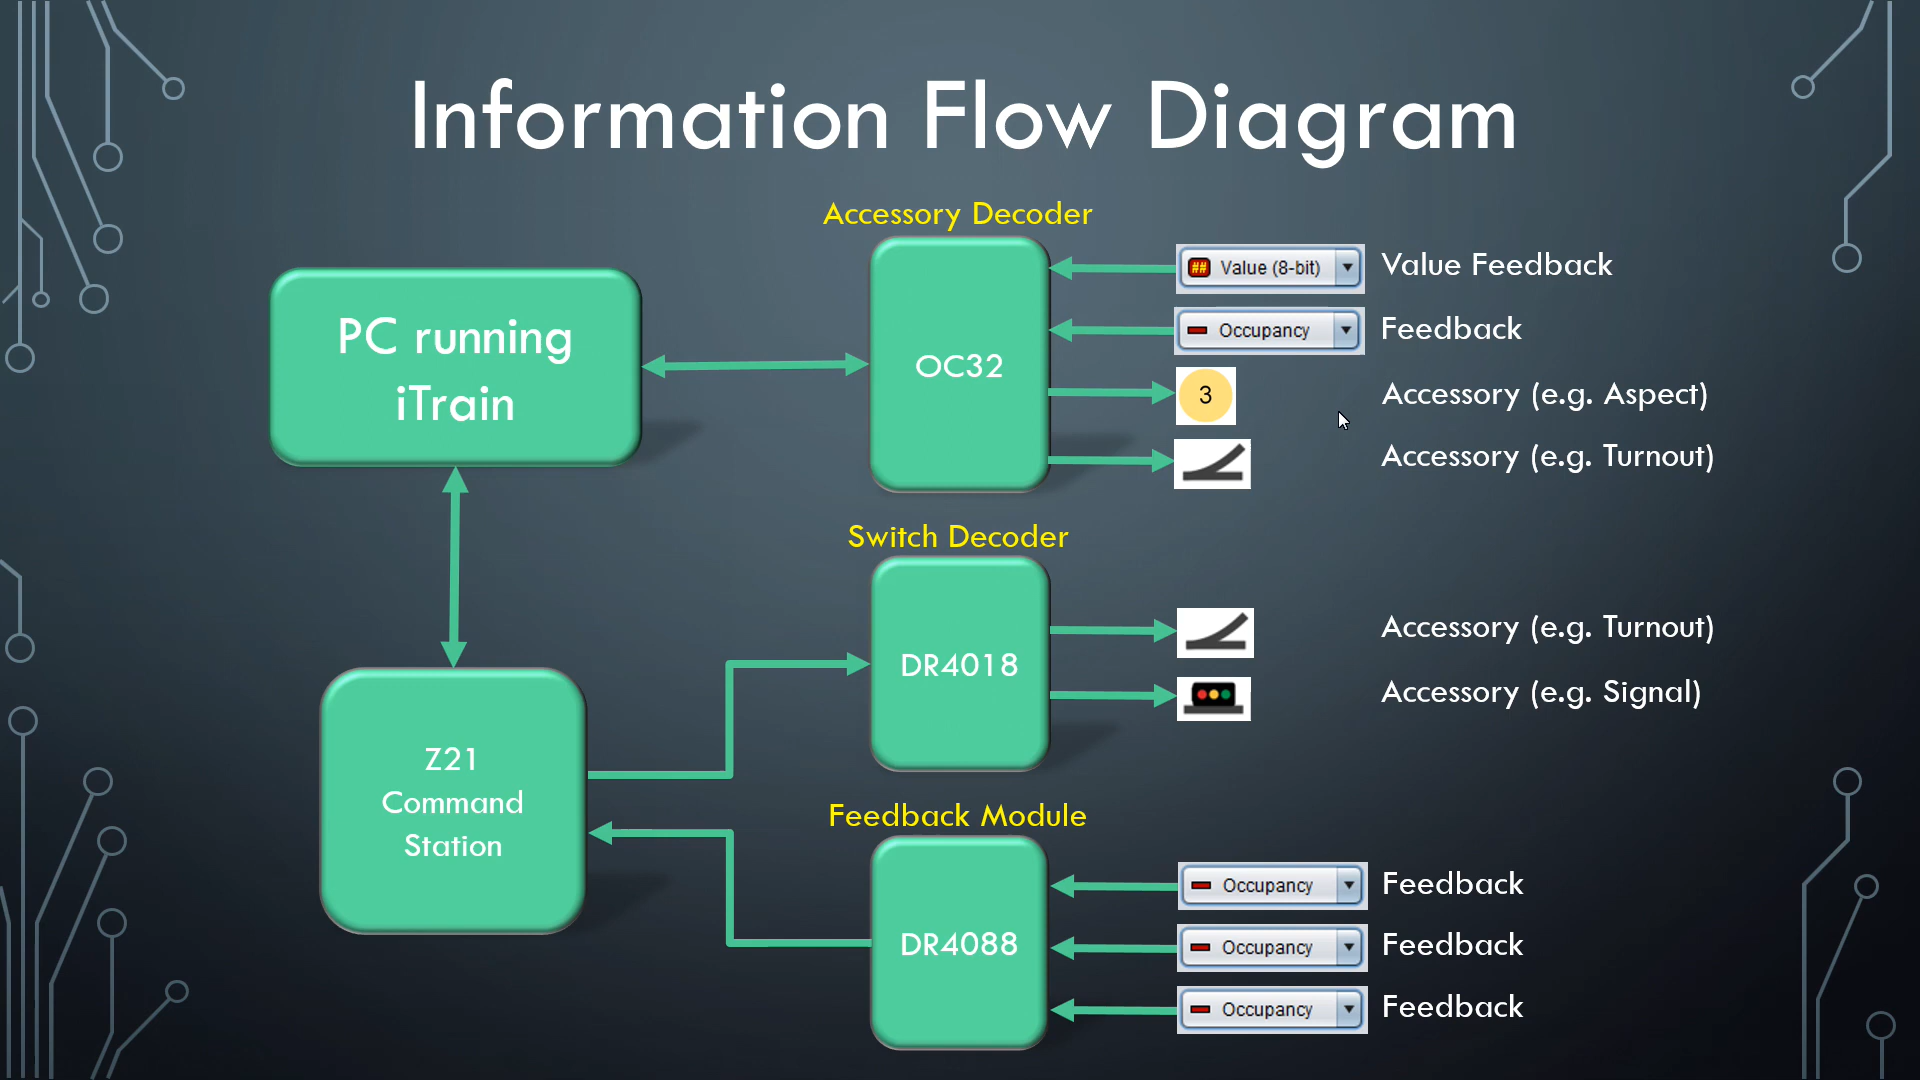 Information Flow Diagram
Accessory Decoder
PC running
iTrain
OC32
## Value (8-bit)
Value Feedback
Occupancy
Feedback
3
Accessory (e.g. Aspect)
Accessory (e.g. Turnout)
Switch Decoder
DR4018
Accessory (e.g. Turnout)
Accessory (e.g. Signal)
Z21
Command
Station
Feedback Module
DR4088
Occupancy
Feedback
Occupancy
Feedback
Occupancy
Feedback